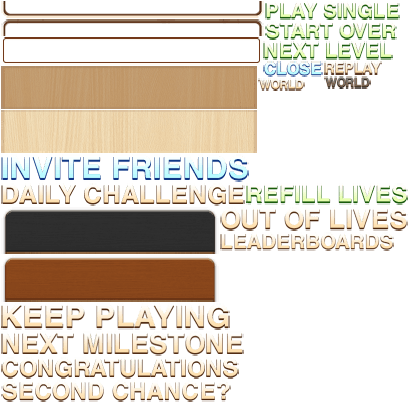 PLAY SINGLE
START OVER
NEXT LEVEL
CLOSE REPLAY
WORLD WORLD
INVITE FRIENDS
DAILY CHALLENGE REFILL LIVES
OUT OF LIVES
LEADERBOARDS
KEEP PLAYING
NEXT MILESTONE
CONGRATULATIONS
SECOND CHANCE?